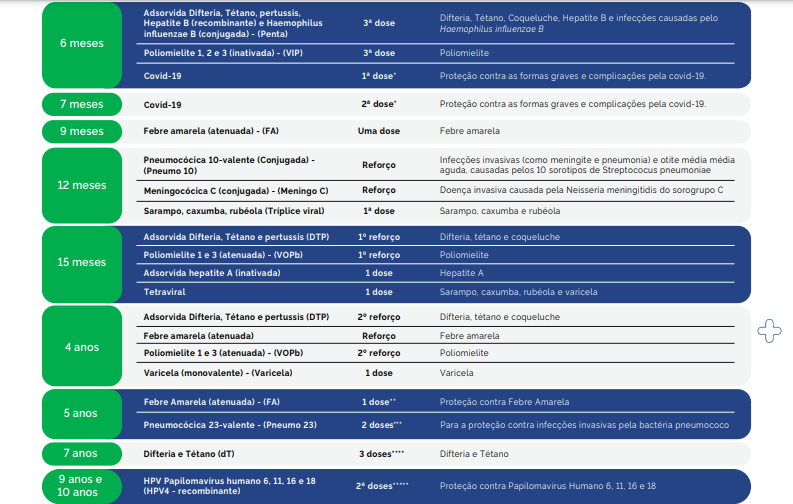 6 meses
Adsorvida Difteria, Tétano, pertussis,
Hepatite B (recombinante) e Haemophilus
influenzae B (conjugada) - (Penta)
3ª dose
Difteria, Tétano, Coqueluche, Hepatite B e infecções causadas pelo
Haemophilus influenzae B
Poliomielite 1, 2 e 3 (inativada) - (VIP)
3ª dose
Poliomielite
Covid-19
1ª dose*
Proteção contra as formas graves e complicações pela covid-19.
7 meses
Covid-19
2ª dose*
Proteção contra as formas graves e complicações pela covid-19.
9 meses
Febre amarela (atenuada) - (FA)
Uma dose
Febre amarela
12 meses
Pneumocócica 10-valente (Conjugada) -
(Pneumo 10)
Reforço
Infecções invasivas (como meningite e pneumonia) e otite média média
aguda, causadas pelos 10 sorotipos de Streptococus pneumoniae
Meningocócica C (conjugada) - (Meningo C)
Reforço
Doença invasiva causada pela Neisseria meningitidis do sorogrupo C
Sarampo, caxumba, rubéola (Tríplice viral)
1ª dose
Sarampo, caxumba e rubéola
15 meses
Adsorvida Difteria, Tétano e pertussis (DTP)
1º reforço
Difteria, tétano e coqueluche
Poliomielite 1 e 3 (atenuada) - (VOPb)
1º reforço
Poliomielite
Adsorvida hepatite A (inativada)
1 dose
Hepatite A
Tetraviral
1 dose
Sarampo, caxumba, rubéola e varicela
4 anos
Adsorvida Difteria, Tétano e pertussis (DTP)
2º reforço
Difteria, tétano e coqueluche
Febre amarela (atenuada)
Reforço
Febre amarela
Poliomielite 1 e 3 (atenuada) - (VOPb)
2º reforço
Poliomielite
Varicela (monovalente) - (Varicela)
1 dose
Varicela
5 anos
Febre Amarela (atenuada) - (FA)
1 dose**
Proteção contra Febre Amarela
Pneumocócica 23-valente - (Pneumo 23)
2 doses***
Para a proteção contra infecções invasivas pela bactéria pneumococo
7 anos
Difteria e Tétano (dT)
3 doses****
Difteria e Tétano
9 anos e
10 anos
HPV Papilomavírus humano 6, 11, 16 e 18
(HPV4 - recombinante)
2ª doses*****
Proteção contra Papilomavírus Humano 6, 11, 16 e 18